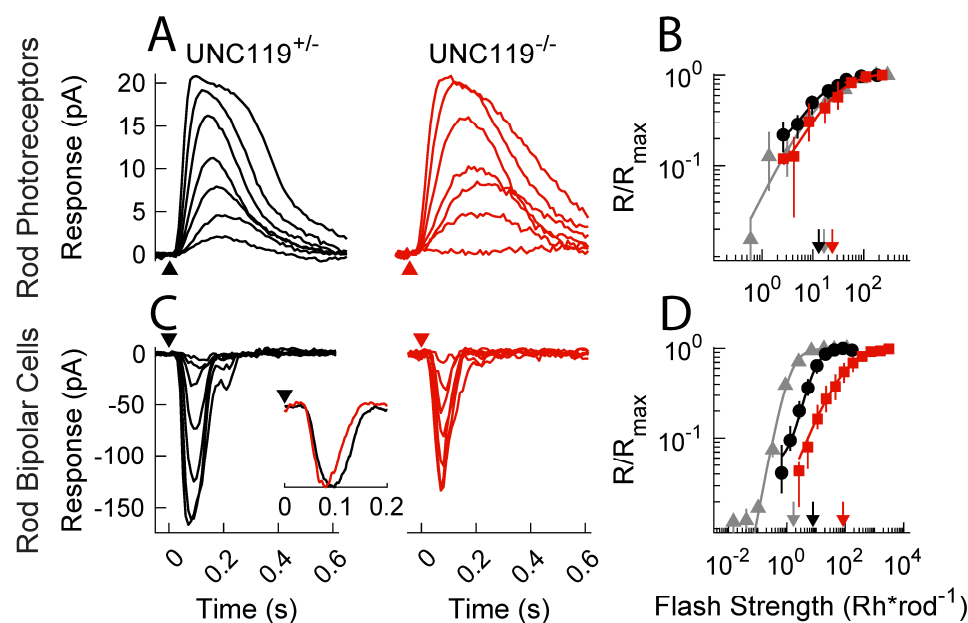 A
UNC119+/-
UNC119-/-
B
Rod Photoreceptors
Response (pA)
20
15
10
5
0
R/Rmax
10^0
10^-1
10^0 10^1 10^2
C
D
Rod Bipolar Cells
Response (pA)
0
-50
-100
-150
0 0.1 0.2
0 0.2 0.4 0.6
0 0.2 0.4 0.6
Time (s)
Time (s)
R/Rmax
10^0
10^-1
10^-2 10^0 10^2 10^4
Flash Strength (Rh*rod^-1)